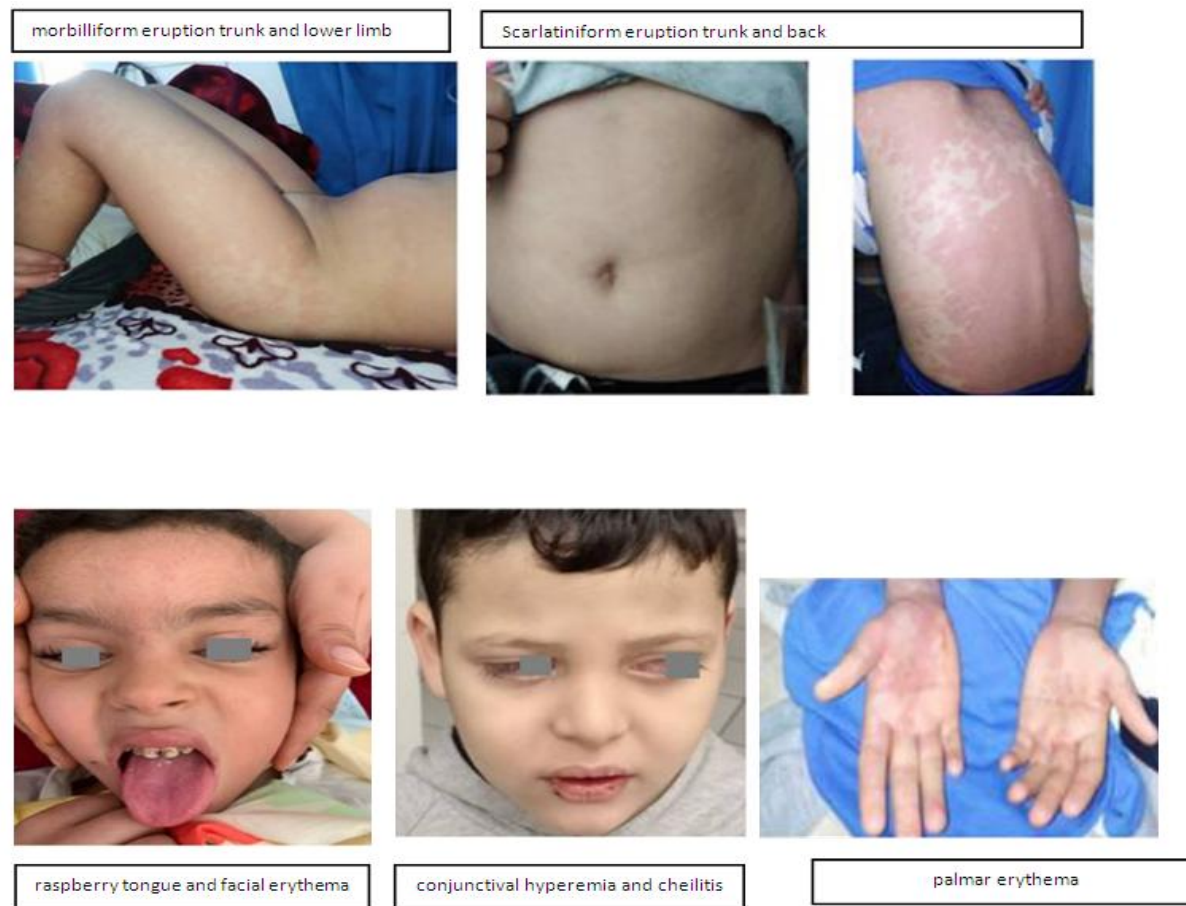 morbilliform eruption trunk and lower limb
Scarlatiniform eruption trunk and back
raspberry tongue and facial erythema
conjunctival hyperemia and cheilitis
palmar erythema